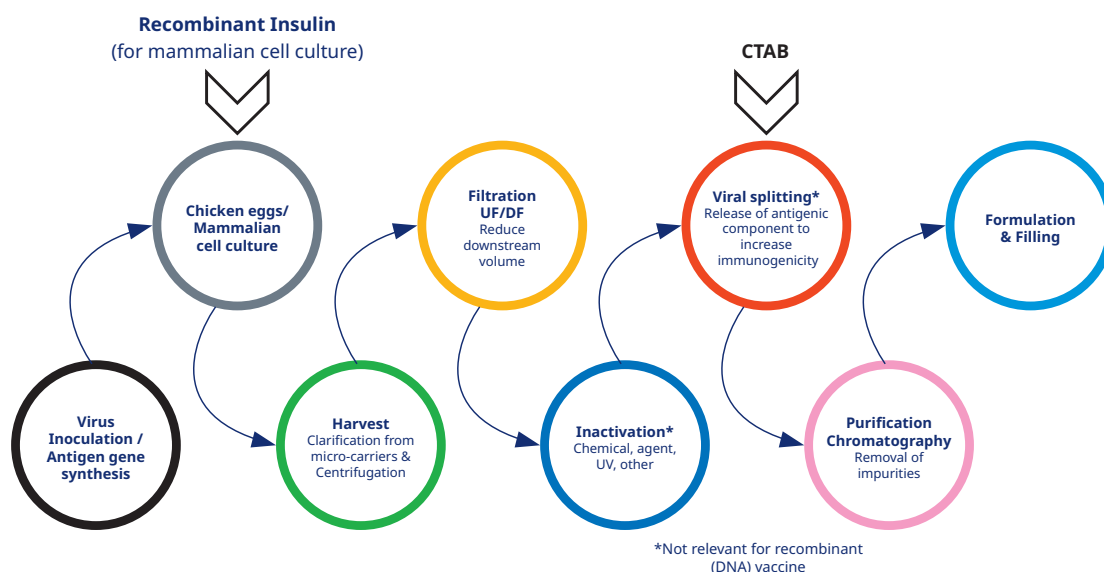 Recombinant Insulin
(for mammalian cell culture)
CTAB
Chicken eggs/
Mammalian
cell culture
Filtration
UF/DF
Reduce
downstream
volume
Viral splitting*
Release of antigenic
component to
increase
immunogenicity
Formulation
& Filling
Virus
Inoculation /
Antigen gene
synthesis
Harvest
Clarification from
micro-carriers &
Centrifugation
Inactivation*
Chemical, agent,
UV, other
Purification
Chromatography
Removal of
impurities
*Not relevant for recombinant
(DNA) vaccine